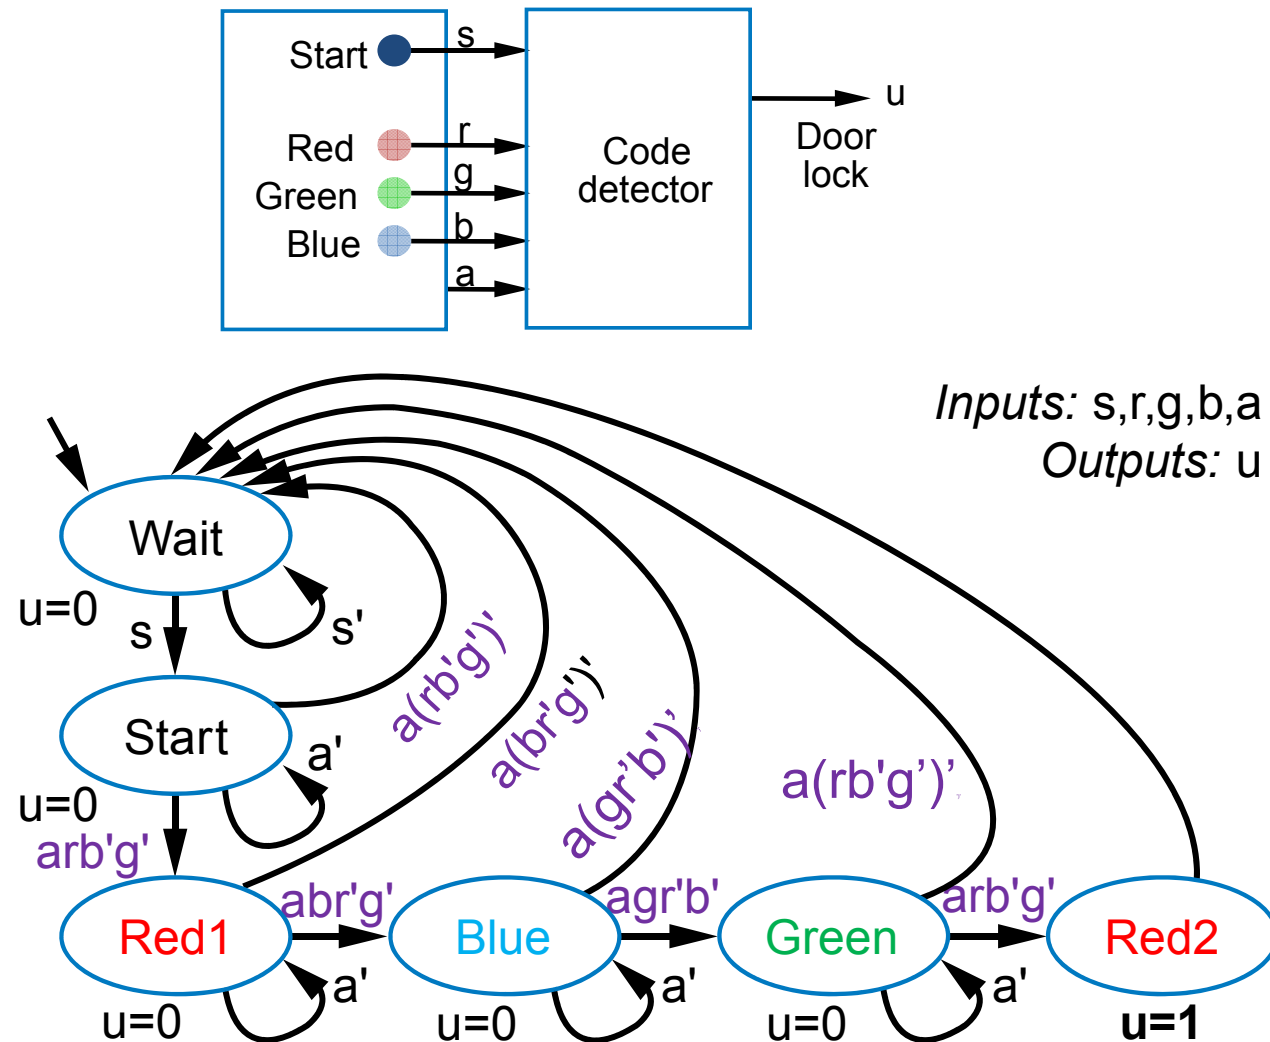 Start
s
Red
r
Green
g
Blue
b
a
Code
detector
u
Door
lock
Inputs: s,r,g,b,a
Outputs: u
Wait
u=0
s
s'
Start
u=0
a'
a(rb'g')'
a(br'g')'
a(gr’b')’
a(rb'g’)’
arb'g'
Red1
u=0
a'
abr'g'
Blue
u=0
a'
agr'b'
Green
u=0
a'
arb'g'
Red2
u=1